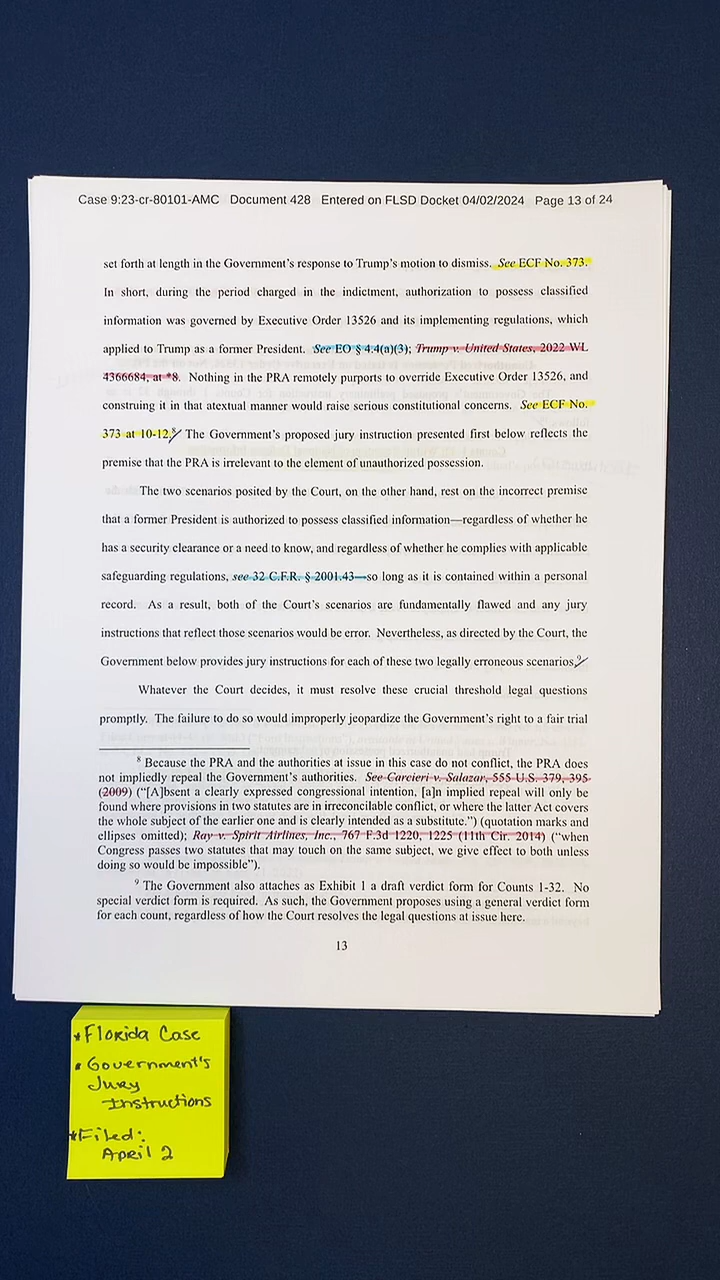 Case 9:23-cr-80101-AMC Document 428 Entered on FLSD Docket 04/02/2024 Page 13 of 24
set forth at length in the Government's response to Trump's motion to dismiss. See ECF No. 373.
In short, during the period charged in the indictment, authorization to possess classified
information was governed by Executive Order 13526 and its implementing regulations, which
applied to Trump as a former President. See EO § 4.4(a)(3); Trump v. United States, 2022 WL
4366684, at *8. Nothing in the PRA remotely purports to override Executive Order 13526, and
construing it in that atextual manner would raise serious constitutional concerns. See ECF No.
373 at 10-12.8 The Government's proposed jury instruction presented first below reflects the
premise that the PRA is irrelevant to the element of unauthorized possession.
The two scenarios posited by the Court, on the other hand, rest on the incorrect premise
that a former President is authorized to possess classified information—regardless of whether he
has a security clearance or a need to know, and regardless of whether he complies with applicable
safeguarding regulations, see 32 C.F.R. § 2001.43—so long as it is contained within a personal
record. As a result, both of the Court's scenarios are fundamentally flawed and any jury
instructions that reflect those scenarios would be error. Nevertheless, as directed by the Court, the
Government below provides jury instructions for each of these two legally erroneous scenarios.9
Whatever the Court decides, it must resolve these crucial threshold legal questions
promptly. The failure to do so would improperly jeopardize the Government's right to a fair trial
8 Because the PRA and the authorities at issue in this case do not conflict, the PRA does
not impliedly repeal the Government's authorities. See Carcieri v. Salazar, 555 U.S. 379, 395
(2009) ("[A]bsent a clearly expressed congressional intention, [a]n implied repeal will only be
found where provisions in two statutes are in irreconcilable conflict, or where the latter Act covers
the whole subject of the earlier one and is clearly intended as a substitute.") (quotation marks and
ellipses omitted); Ray v. Spirit Airlines, Inc., 767 F.3d 1220, 1225 (11th Cir. 2014) ("when
Congress passes two statutes that may touch on the same subject, we give effect to both unless
doing so would be impossible").
9 The Government also attaches as Exhibit 1 a draft verdict form for Counts 1-32. No
special verdict form is required. As such, the Government proposes using a general verdict form
for each count, regardless of how the Court resolves the legal questions at issue here.
13
* Florida Case
* Government's
Jury
Instructions
* Filed:
April 2